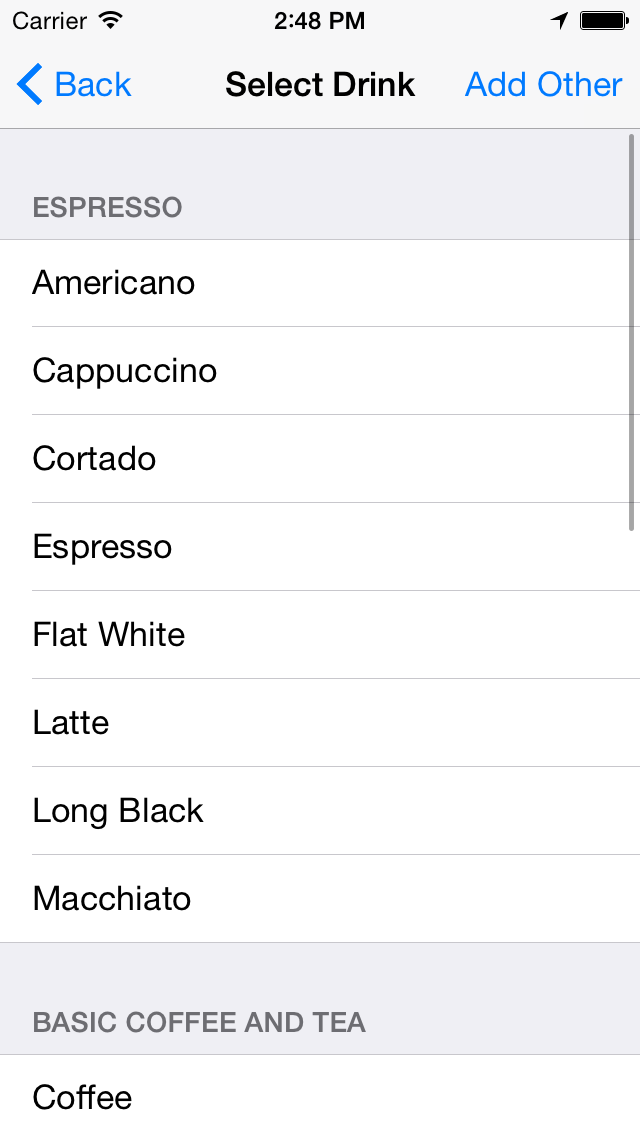 Carrier 2:48 PM
Back Select Drink Add Other
ESPRESSO
Americano
Cappuccino
Cortado
Espresso
Flat White
Latte
Long Black
Macchiato
BASIC COFFEE AND TEA
Coffee